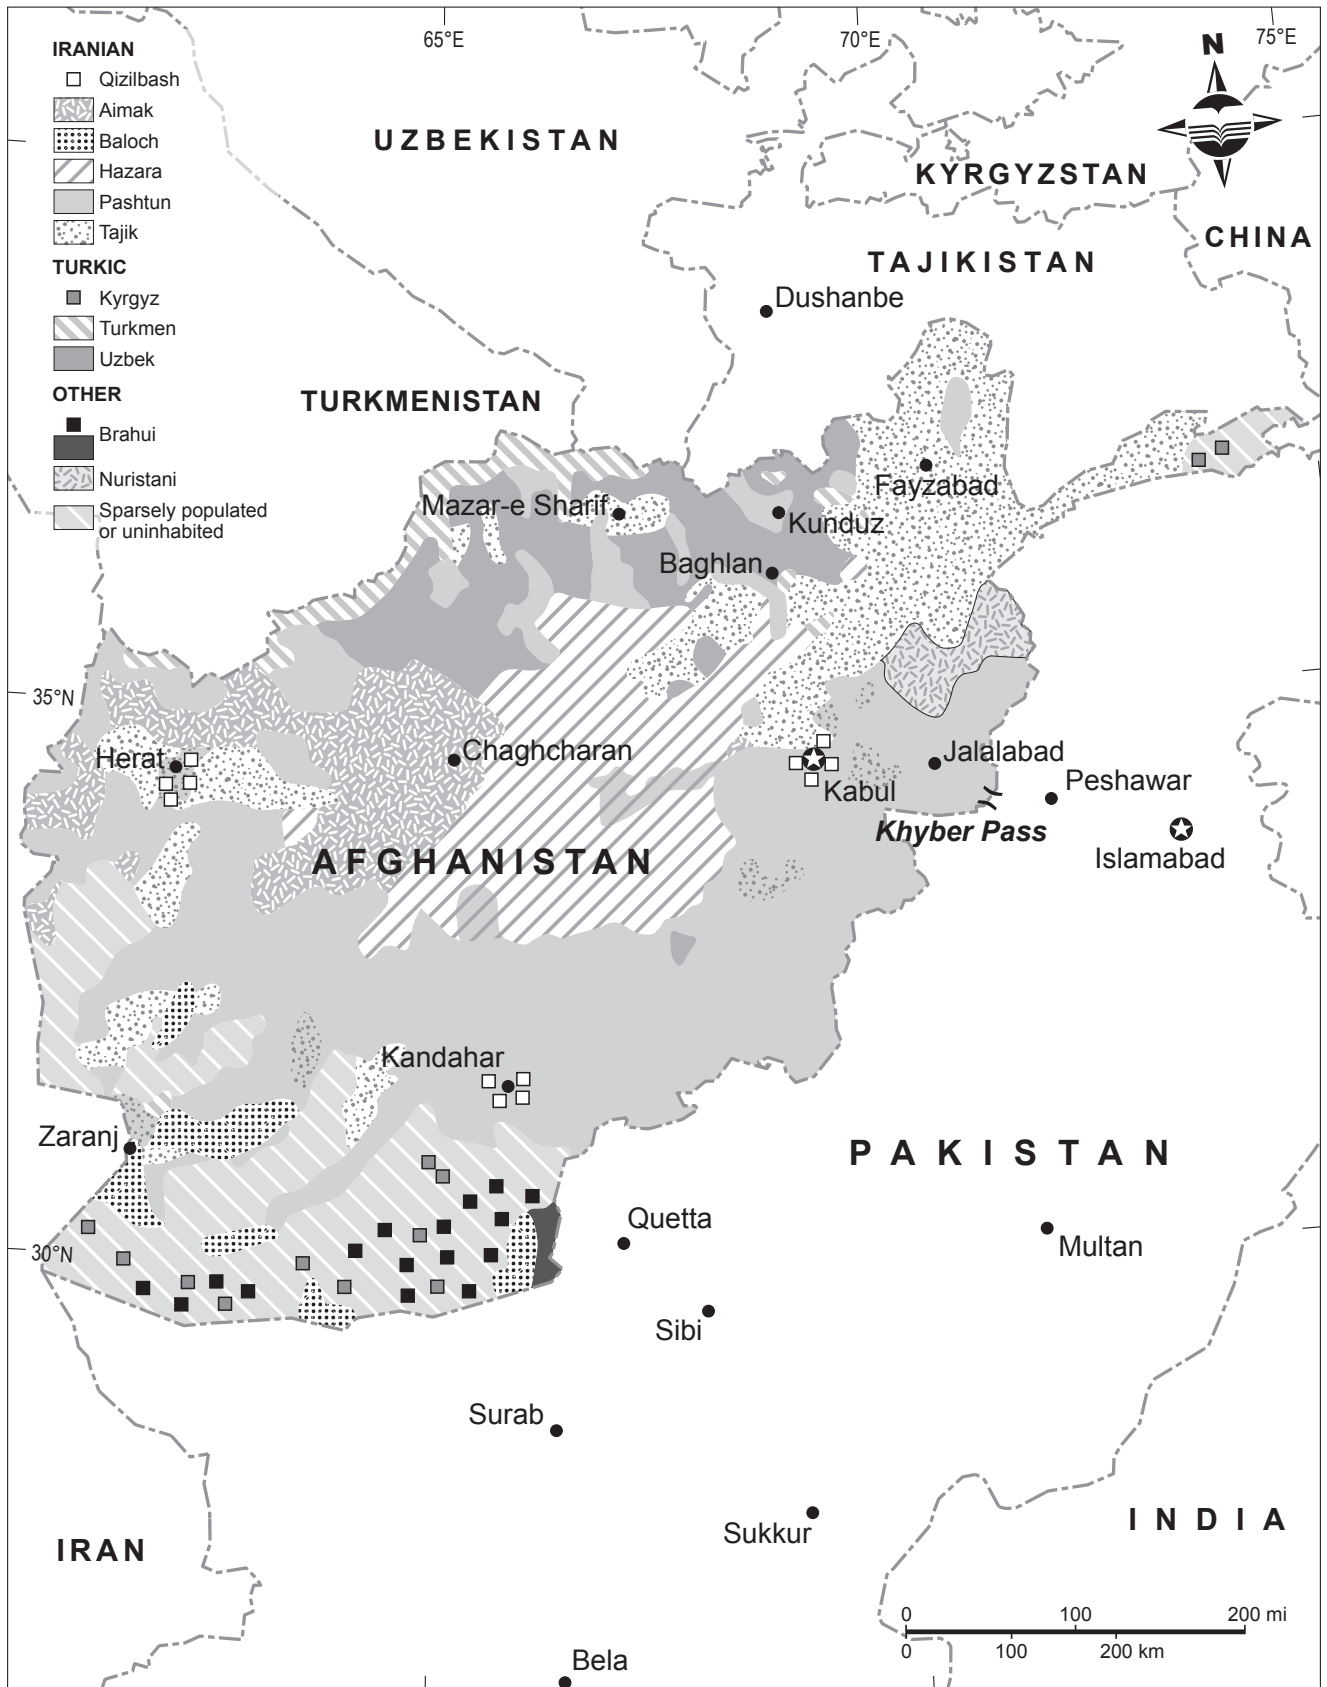 65°E
70°E
75°E
N
IRANIAN
Qizilbash
Aimak
Baloch
Hazara
Pashtun
Tajik
TURKIC
Kyrgyz
Turkmen
Uzbek
OTHER
Brahui
Nuristani
Sparsely populated
or uninhabited
UZBEKISTAN
KYRGYZSTAN
CHINA
TAJIKISTAN
Dushanbe
TURKMENISTAN
Fayzabad
Mazar-e Sharif
Kunduz
Baghlan
35°N
Herat
Chaghcharan
Jalalabad
Kabul
Peshawar
Khyber Pass
Islamabad
AFGHANISTAN
Kandahar
Zaranj
PAKISTAN
Quetta
Multan
30°N
Sibi
Surab
Sukkur
INDIA
IRAN
0 100 200 mi
0 100 200 km
Bela